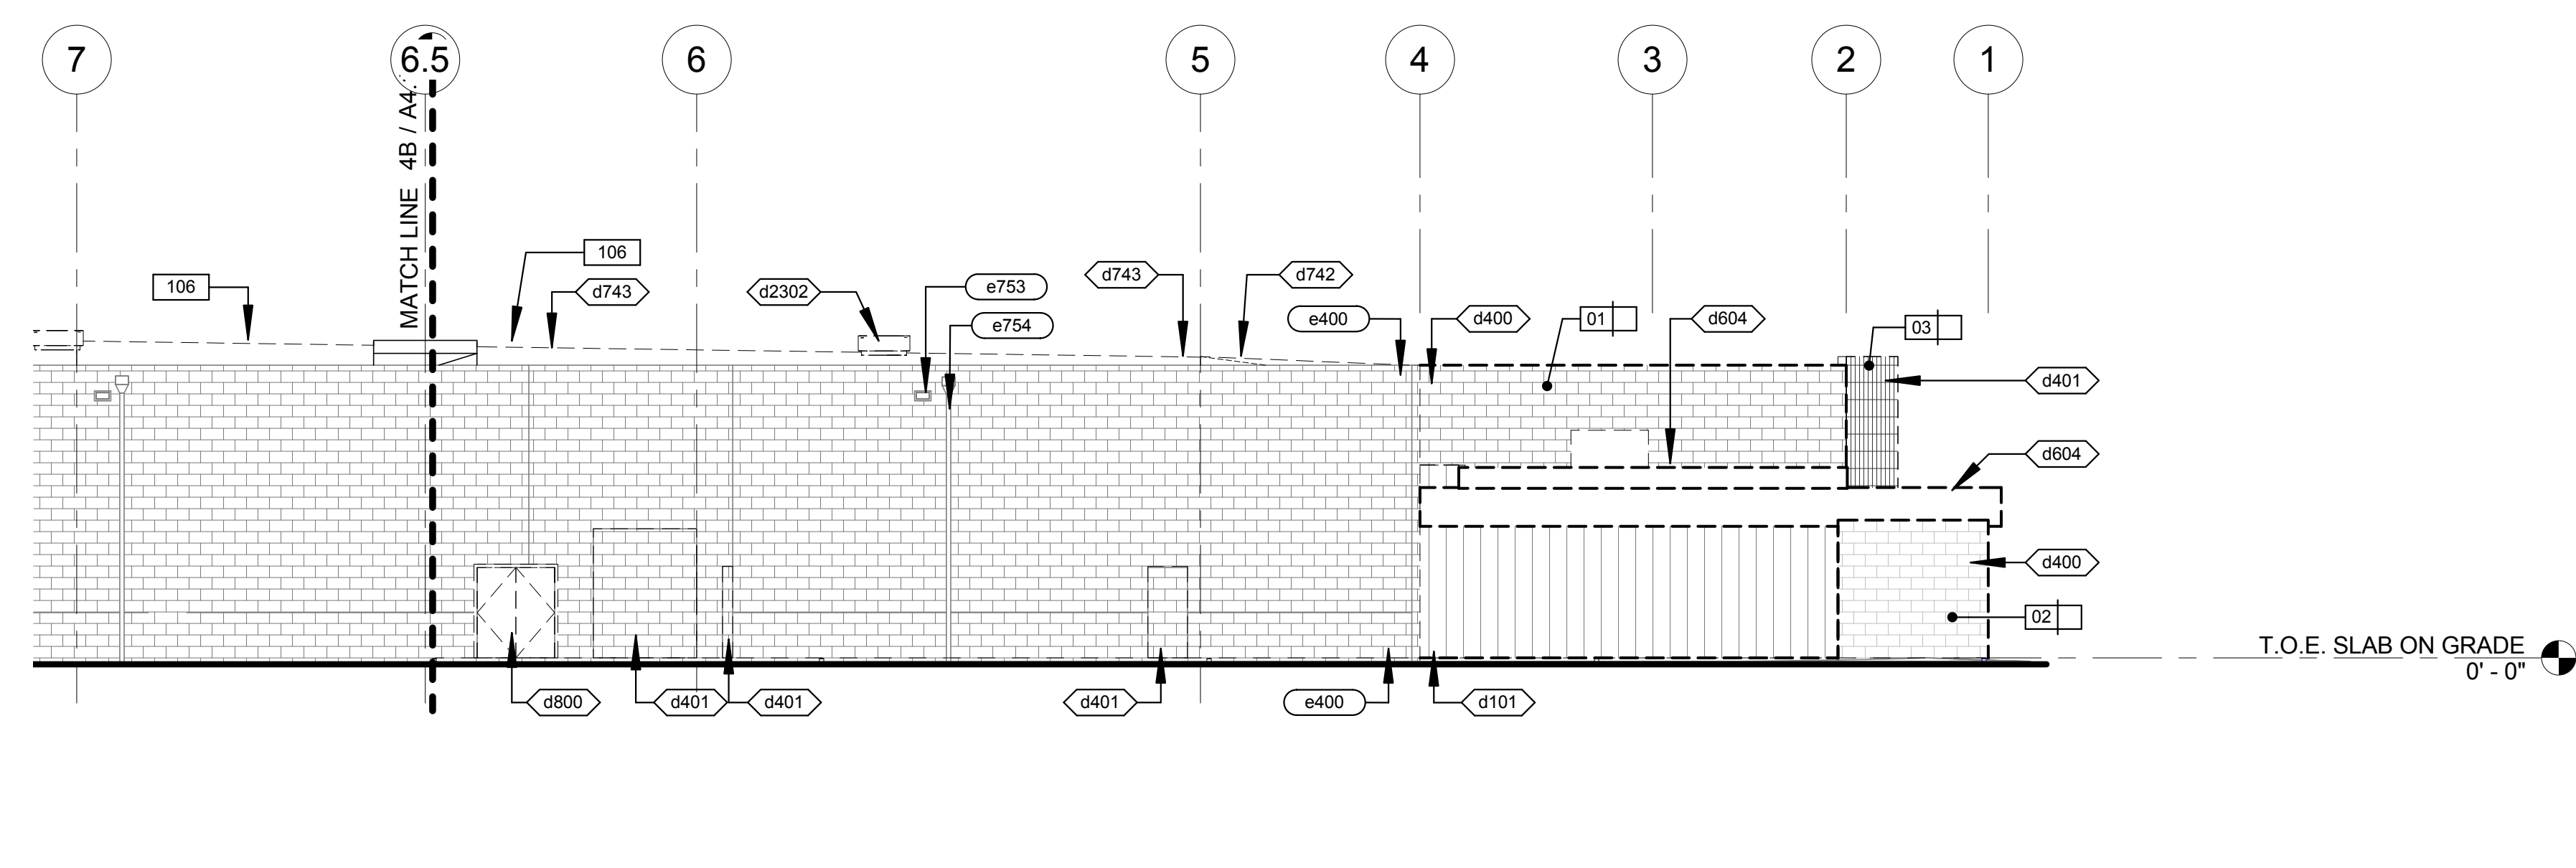 7
6.5
6
5
4
3
2
1
MATCH LINE 4B / A4.
106
106
d743
d2302
e753
e754
d743
d742
e400
d400
01
d604
03
d401
d604
d400
02
T.O.E. SLAB ON GRADE
0' - 0"
d800
d401
d401
d401
e400
d101